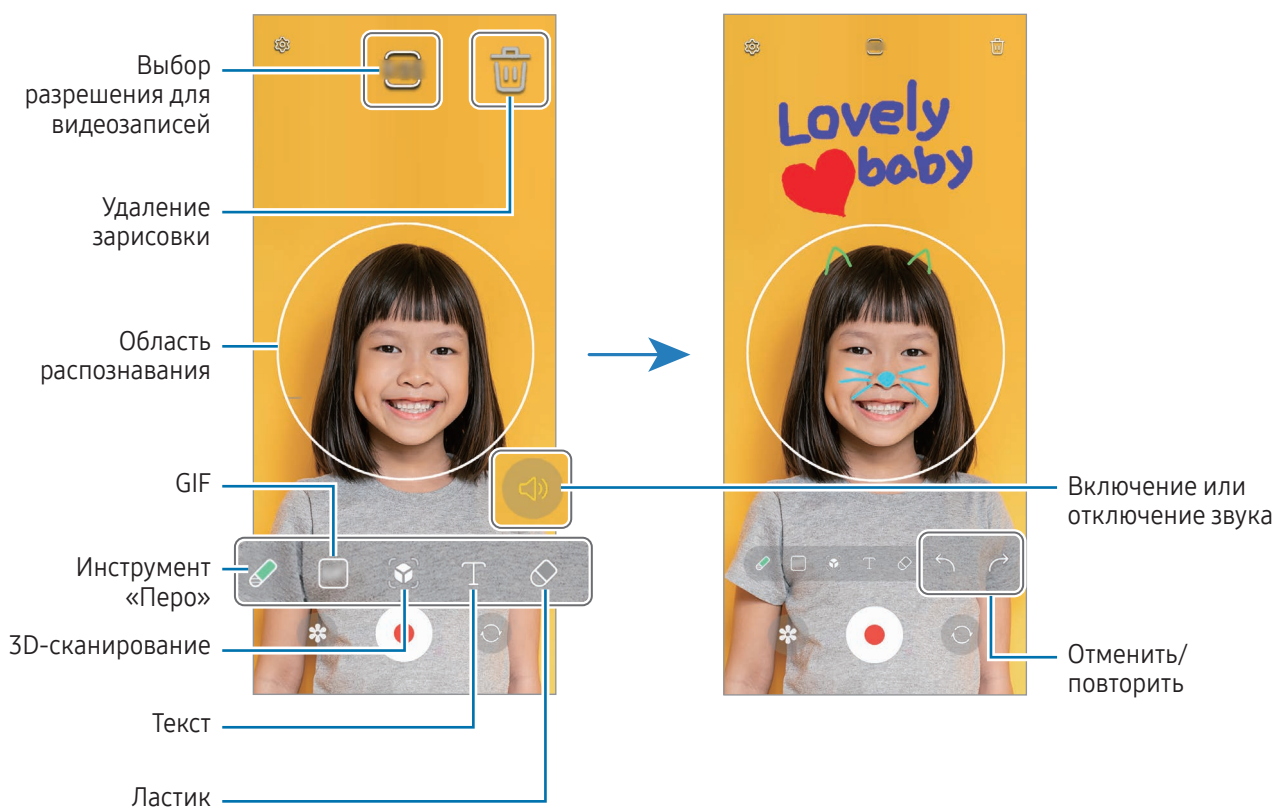 Выбор
разрешения для
видеозаписей
Удаление
зарисовки
Область
распознавания
GIF
Инструмент
«Перо»
3D-сканирование
Текст
Ластик
Lovely
baby
Включение или
отключение звука
Отменить/
повторить